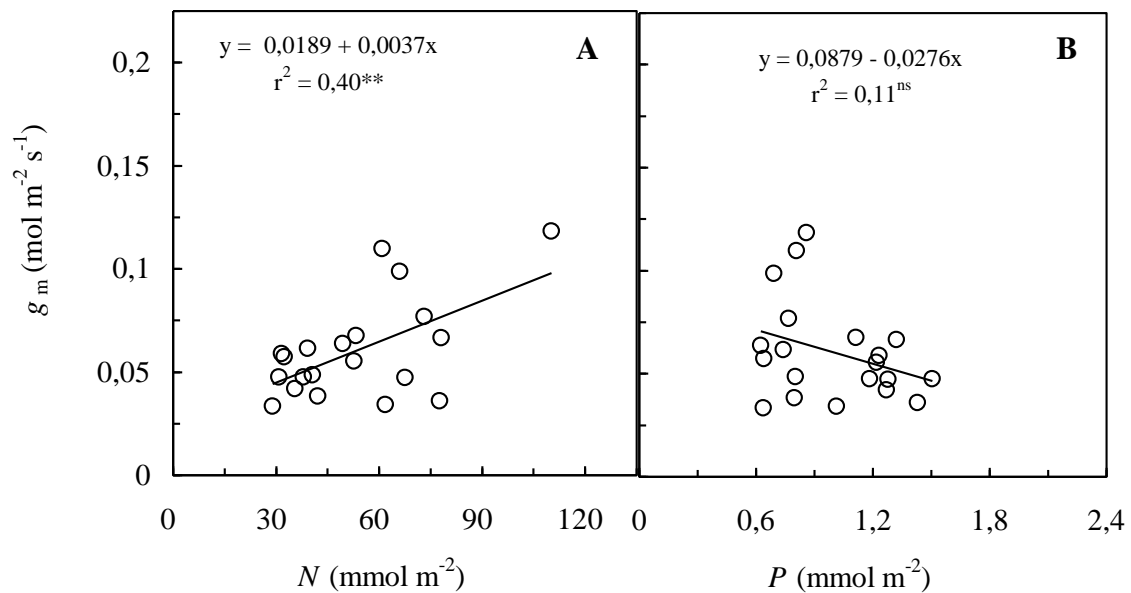 y = 0,0189 + 0,0037x
r² = 0,40**
A
y = 0,0879 - 0,0276x
r² = 0,11ⁿˢ
B
0,2
0,15
0,1
0,05
0
g m (mol m⁻² s⁻¹)
0 30 60 90 120
0 0,6 1,2 1,8 2,4
N (mmol m⁻²)
P (mmol m⁻²)